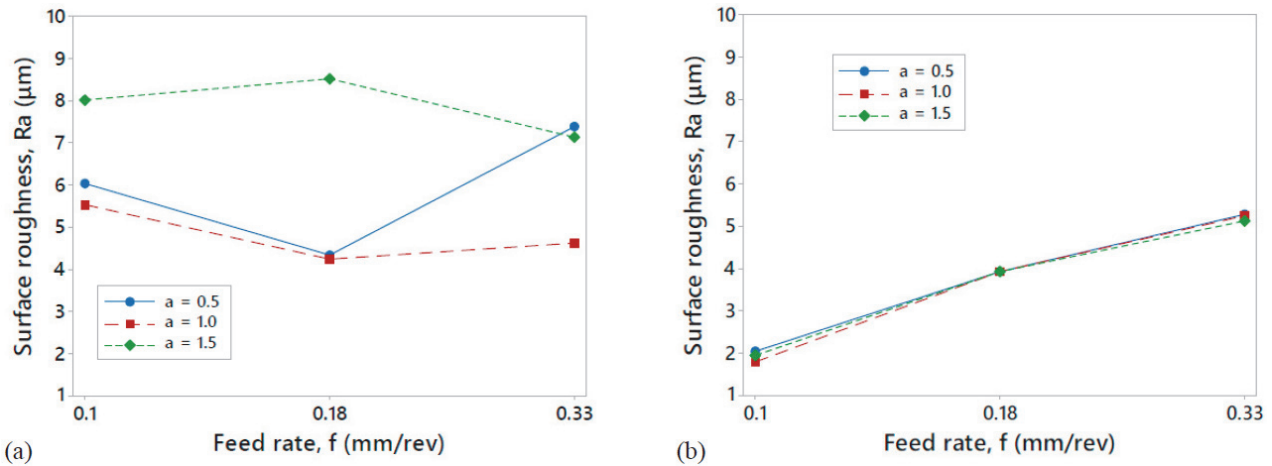 10
9
8
7
6
5
4
3
2
1
Surface roughness, Ra (µm)
a = 0.5
a = 1.0
a = 1.5
0.1
0.18
0.33
Feed rate, f (mm/rev)
(a)
10
9
8
7
6
5
4
3
2
1
Surface roughness, Ra (µm)
a = 0.5
a = 1.0
a = 1.5
0.1
0.18
0.33
Feed rate, f (mm/rev)
(b)